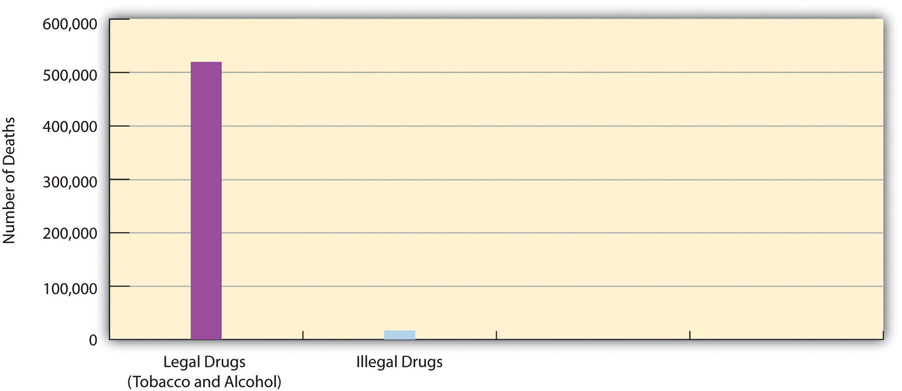 600,000
500,000
400,000
300,000
200,000
100,000
0
Number of Deaths
Legal Drugs
(Tobacco and Alcohol)
Illegal Drugs